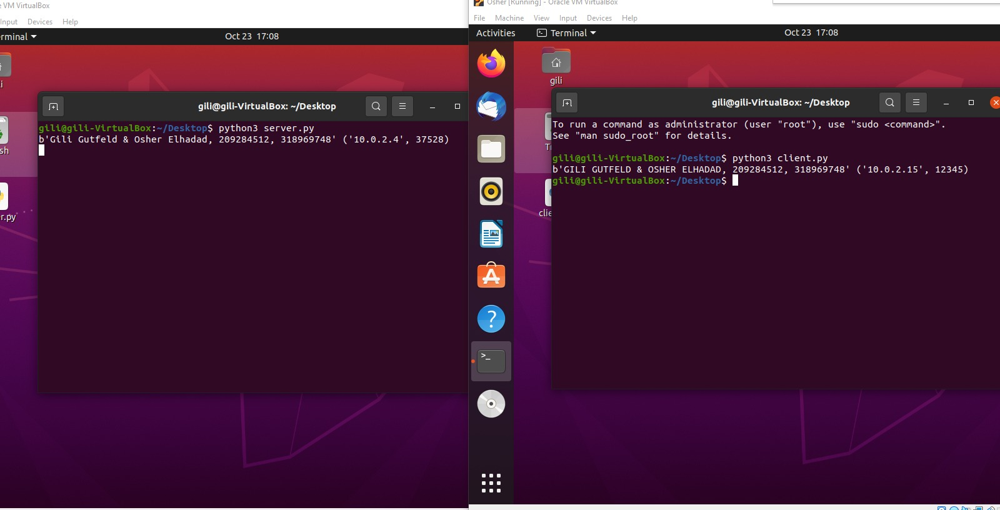 e VM VirtualBox
Input Devices Help
rminal
Oct 23 17:08
li
sh
r.py
gili@gili-VirtualBox: ~/Desktop
gili@gili-VirtualBox:~/Desktop$ python3 server.py
b'Gili Gutfeld & Osher Elhadad, 209284512, 318969748' ('10.0.2.4', 37528)
Osher [Running] - Oracle VM VirtualBox
File Machine View Input Devices Help
Activities
Terminal
Oct 23 17:08
gili
Tr
clie
gili@gili-VirtualBox: ~/Desktop
To run a command as administrator (user "root"), use "sudo <command>".
See "man sudo_root" for details.
gili@gili-VirtualBox:~/Desktop$ python3 client.py
b'GILI GUTFELD & OSHER ELHADAD, 209284512, 318969748' ('10.0.2.15', 12345)
gili@gili-VirtualBox:~/Desktop$